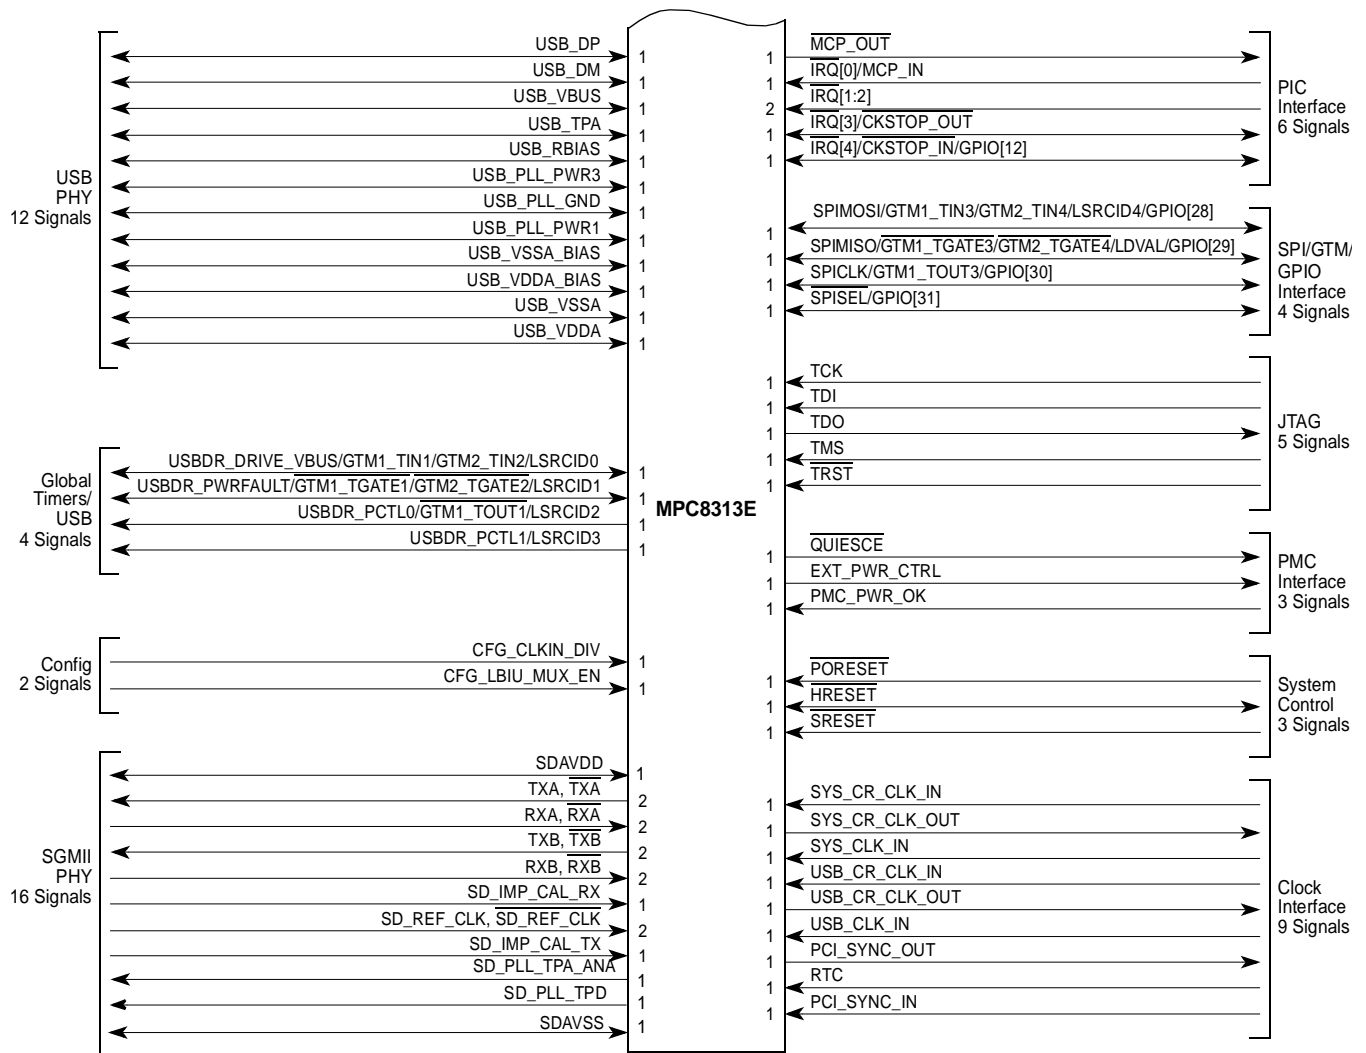 USB_DP
USB_DM
USB_VBUS
USB_TPA
USB_RBIAS
USB_PLL_PWR3
USB_PLL_GND
USB_PLL_PWR1
USB_VSSA_BIAS
USB_VDDA_BIAS
USB_VSSA
USB_VDDA
1
1
1
1
1
1
1
1
1
1
1
1
USB
PHY
12 Signals
USBDR_DRIVE_VBUS/GTM1_TIN1/GTM2_TIN2/LSRCID0
USBDR_PWRFAULT/GTM1_TGATE1/GTM2_TGATE2/LSRCID1
USBDR_PCTL0/GTM1_TOUT1/LSRCID2
USBDR_PCTL1/LSRCID3
1
1
1
1
Global
Timers/
USB
4 Signals
CFG_CLKIN_DIV
CFG_LBIU_MUX_EN
1
1
Config
2 Signals
SDAVDD
TXA, TXA
RXA, RXA
TXB, TXB
RXB, RXB
SD_IMP_CAL_RX
SD_REF_CLK, SD_REF_CLK
SD_IMP_CAL_TX
SD_PLL_TPA_ANA
SD_PLL_TPD
SDAVSS
1
2
2
2
2
1
2
1
1
1
1
SGMII
PHY
16 Signals
MPC8313E
MCP_OUT
IRQ[0]/MCP_IN
IRQ[1:2]
IRQ[3]/CKSTOP_OUT
IRQ[4]/CKSTOP_IN/GPIO[12]
1
1
2
1
1
PIC
Interface
6 Signals
SPIMOSI/GTM1_TIN3/GTM2_TIN4/LSRCID4/GPIO[28]
SPIMISO/GTM1_TGATE3/GTM2_TGATE4/LDVAL/GPIO[29]
SPICLK/GTM1_TOUT3/GPIO[30]
SPISEL/GPIO[31]
1
1
1
1
SPI/GTM/
GPIO
Interface
4 Signals
TCK
TDI
TDO
TMS
TRST
1
1
1
1
1
JTAG
5 Signals
QUIESCE
EXT_PWR_CTRL
PMC_PWR_OK
1
1
1
PMC
Interface
3 Signals
PORESET
HRESET
SRESET
1
1
1
System
Control
3 Signals
SYS_CR_CLK_IN
SYS_CR_CLK_OUT
SYS_CLK_IN
USB_CR_CLK_IN
USB_CR_CLK_OUT
USB_CLK_IN
PCI_SYNC_OUT
RTC
PCI_SYNC_IN
1
1
1
1
1
1
1
1
1
Clock
Interface
9 Signals